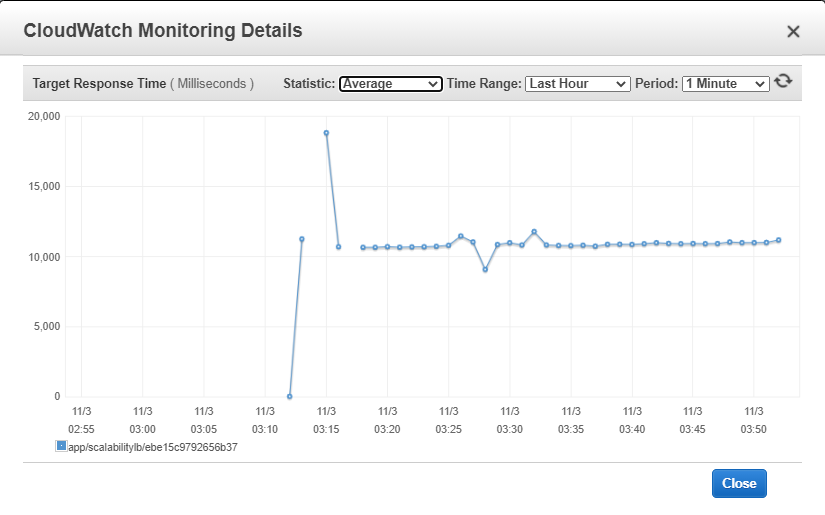 CloudWatch Monitoring Details
×
Target Response Time ( Milliseconds ) Statistic: Average Time Range: Last Hour Period: 1 Minute
20,000
15,000
10,000
5,000
0
11/3 11/3 11/3 11/3 11/3 11/3 11/3 11/3 11/3 11/3 11/3 11/3
02:55 03:00 03:05 03:10 03:15 03:20 03:25 03:30 03:35 03:40 03:45 03:50
app/scalabilitylb/ebe15c9792656b37
Close